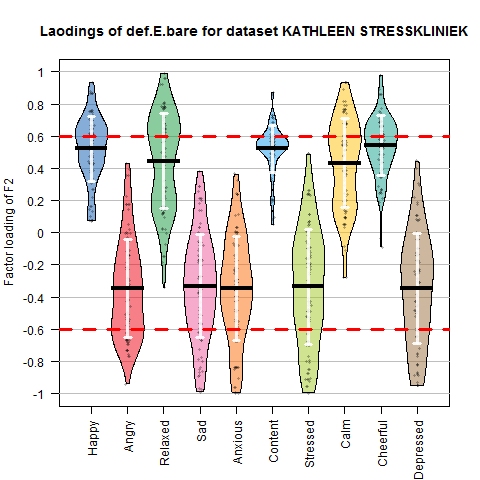 Laodings of def.E.bare for dataset KATHLEEN STRESSKLINIEK
Factor loading of F2
1
0.8
0.6
0.4
0.2
0
-0.2
-0.4
-0.6
-0.8
-1
Happy
Angry
Relaxed
Sad
Anxious
Content
Stressed
Calm
Cheerful
Depressed